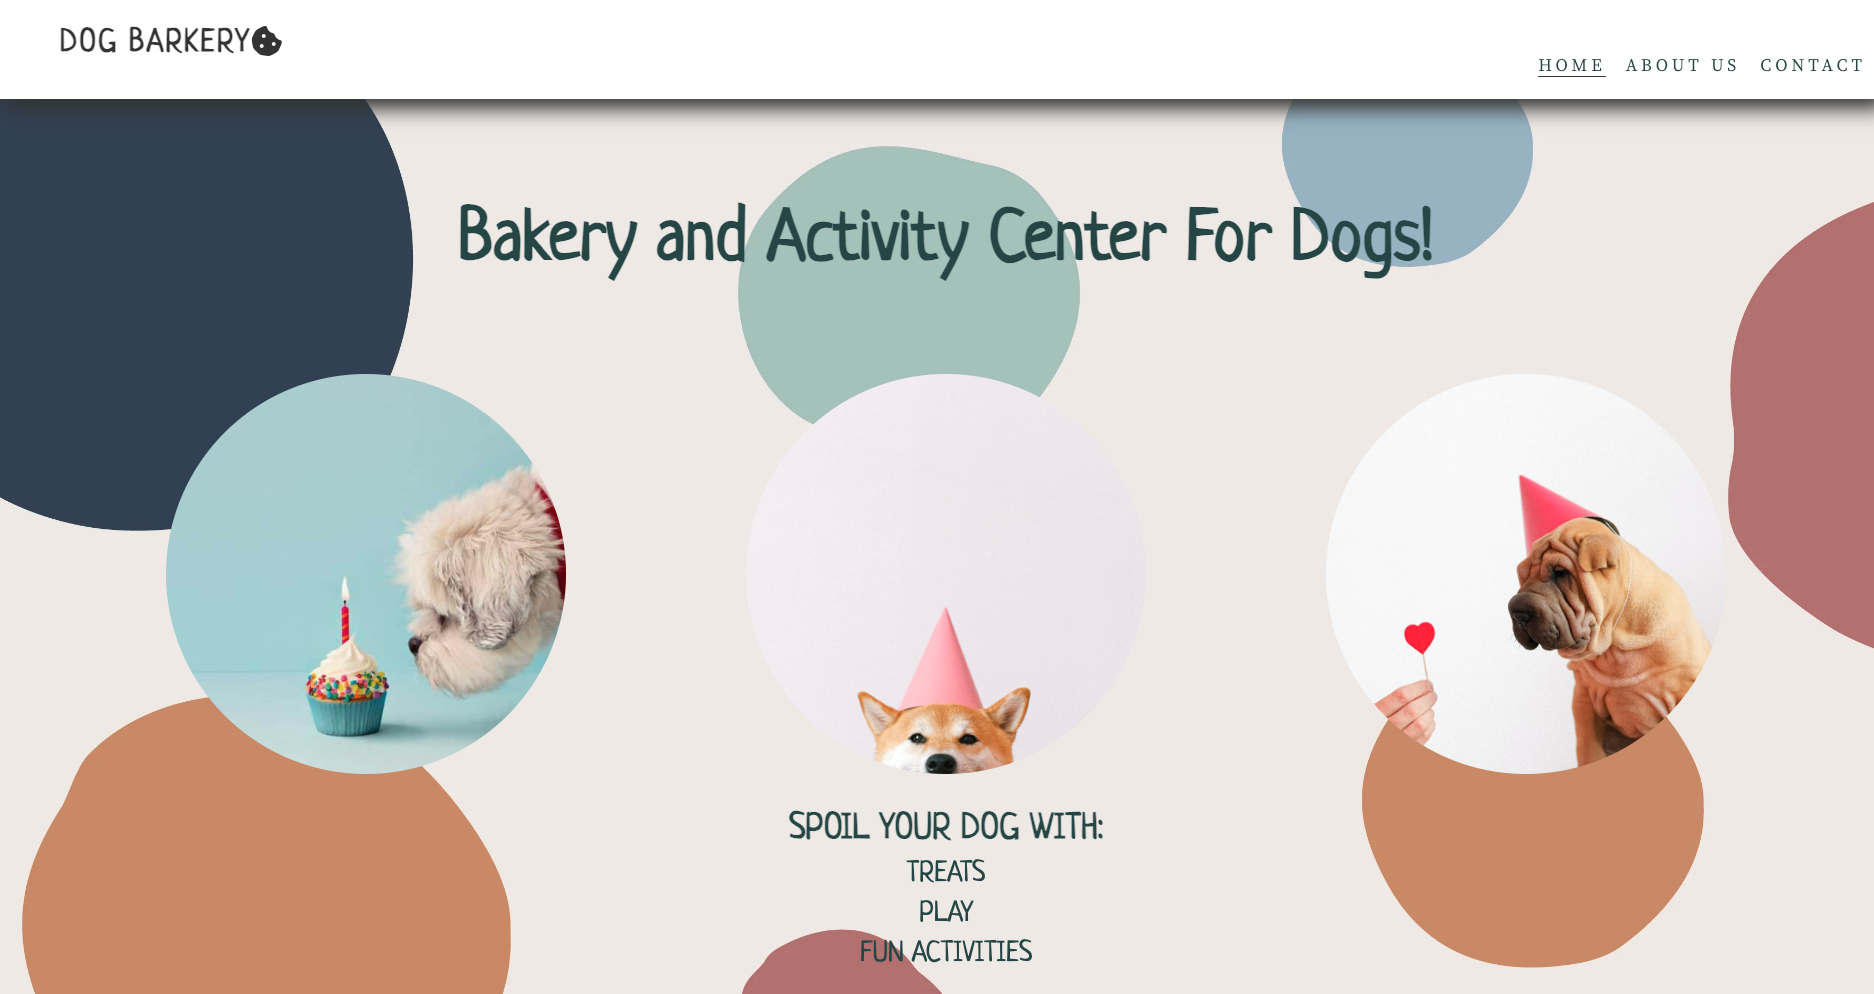 DOG BARKERY
HOME ABOUT US CONTACT
Bakery and Activity Center For Dogs!
SPOIL YOUR DOG WITH:
TREATS
PLAY
FUN ACTIVITIES